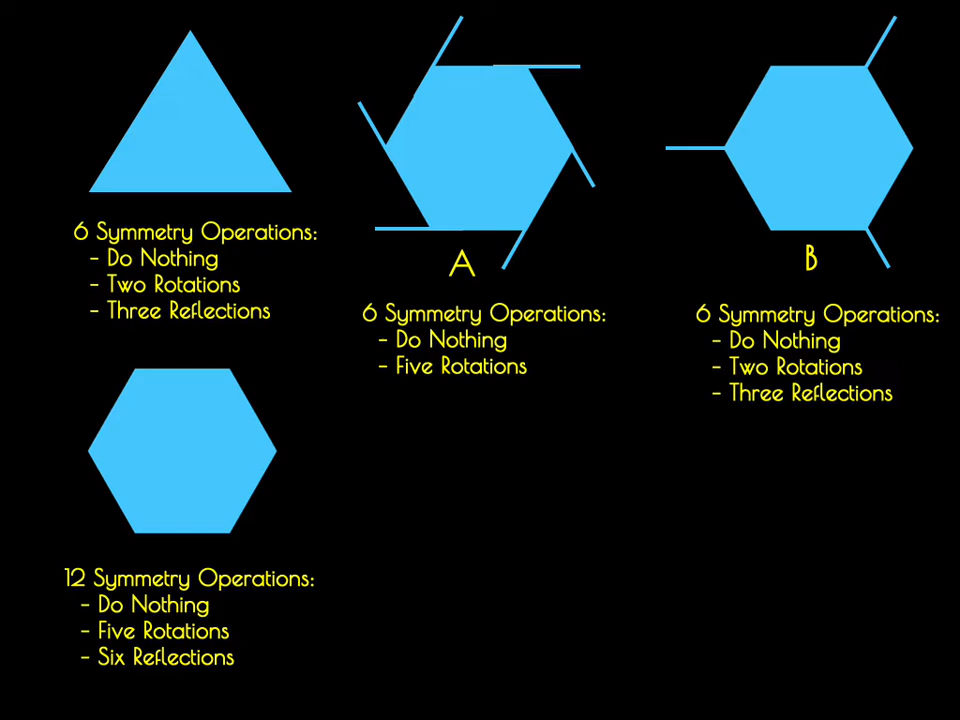 6 Symmetry Operations:
- Do Nothing
- Two Rotations
- Three Reflections
A
6 Symmetry Operations:
- Do Nothing
- Five Rotations
B
6 Symmetry Operations:
- Do Nothing
- Two Rotations
- Three Reflections
12 Symmetry Operations:
- Do Nothing
- Five Rotations
- Six Reflections